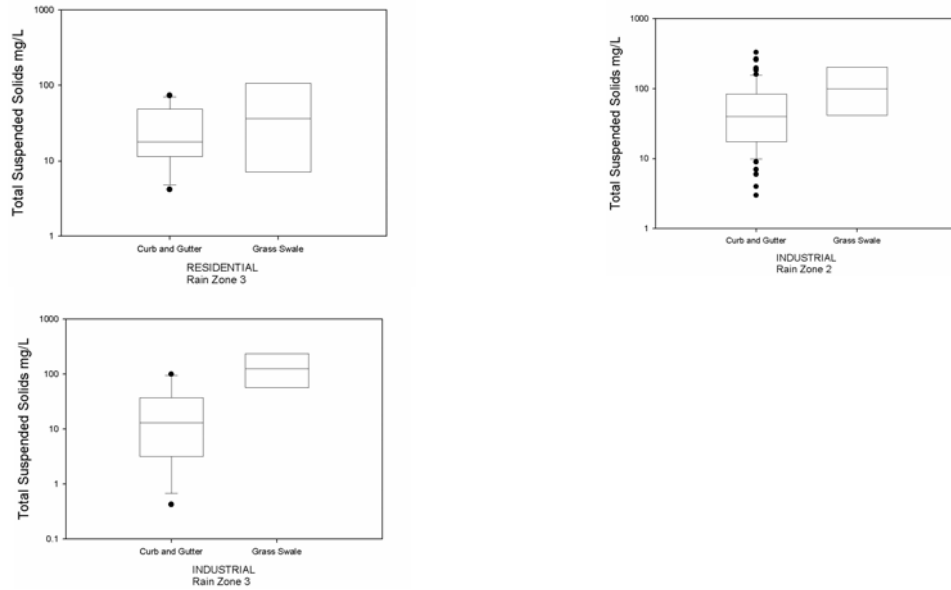 Total Suspended Solids mg/L
1000
100
10
1
Curb and Gutter Grass Swale
RESIDENTIAL
Rain Zone 3
Total Suspended Solids mg/L
1000
100
10
1
Curb and Gutter Grass Swale
INDUSTRIAL
Rain Zone 2
Total Suspended Solids mg/L
1000
100
10
1
0.1
Curb and Gutter Grass Swale
INDUSTRIAL
Rain Zone 3